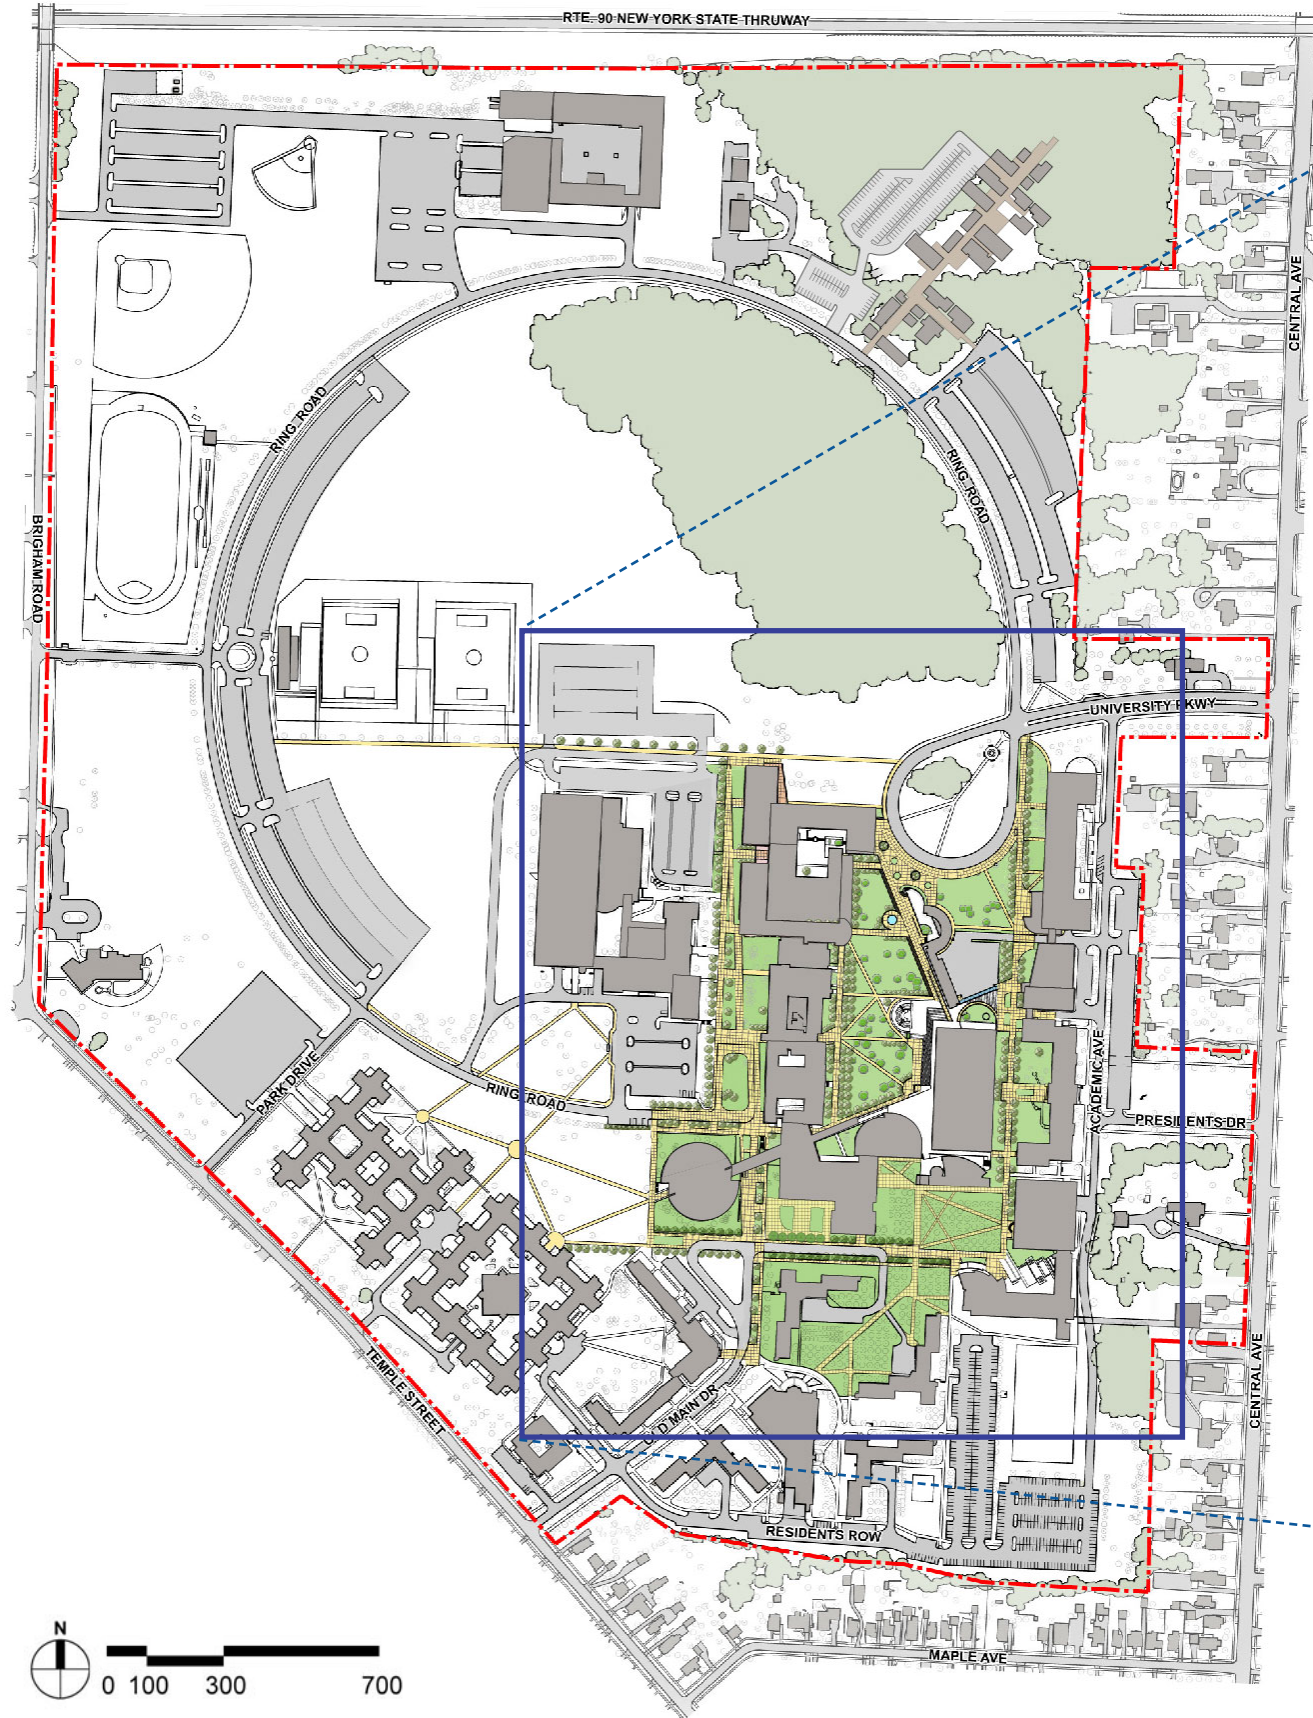 RTE. 90 NEW YORK STATE THRUWAY
CENTRAL AVE
RING ROAD
RING ROAD
BRIGHAM ROAD
UNIVERSITY PKWY
PARK DRIVE
RING ROAD
ACADEMIC AVE
PRESIDENTS DR
TEMPLE STREET
OLD MAIN DR
CENTRAL AVE
RESIDENTS ROW
MAPLE AVE
N
0 100 300 700